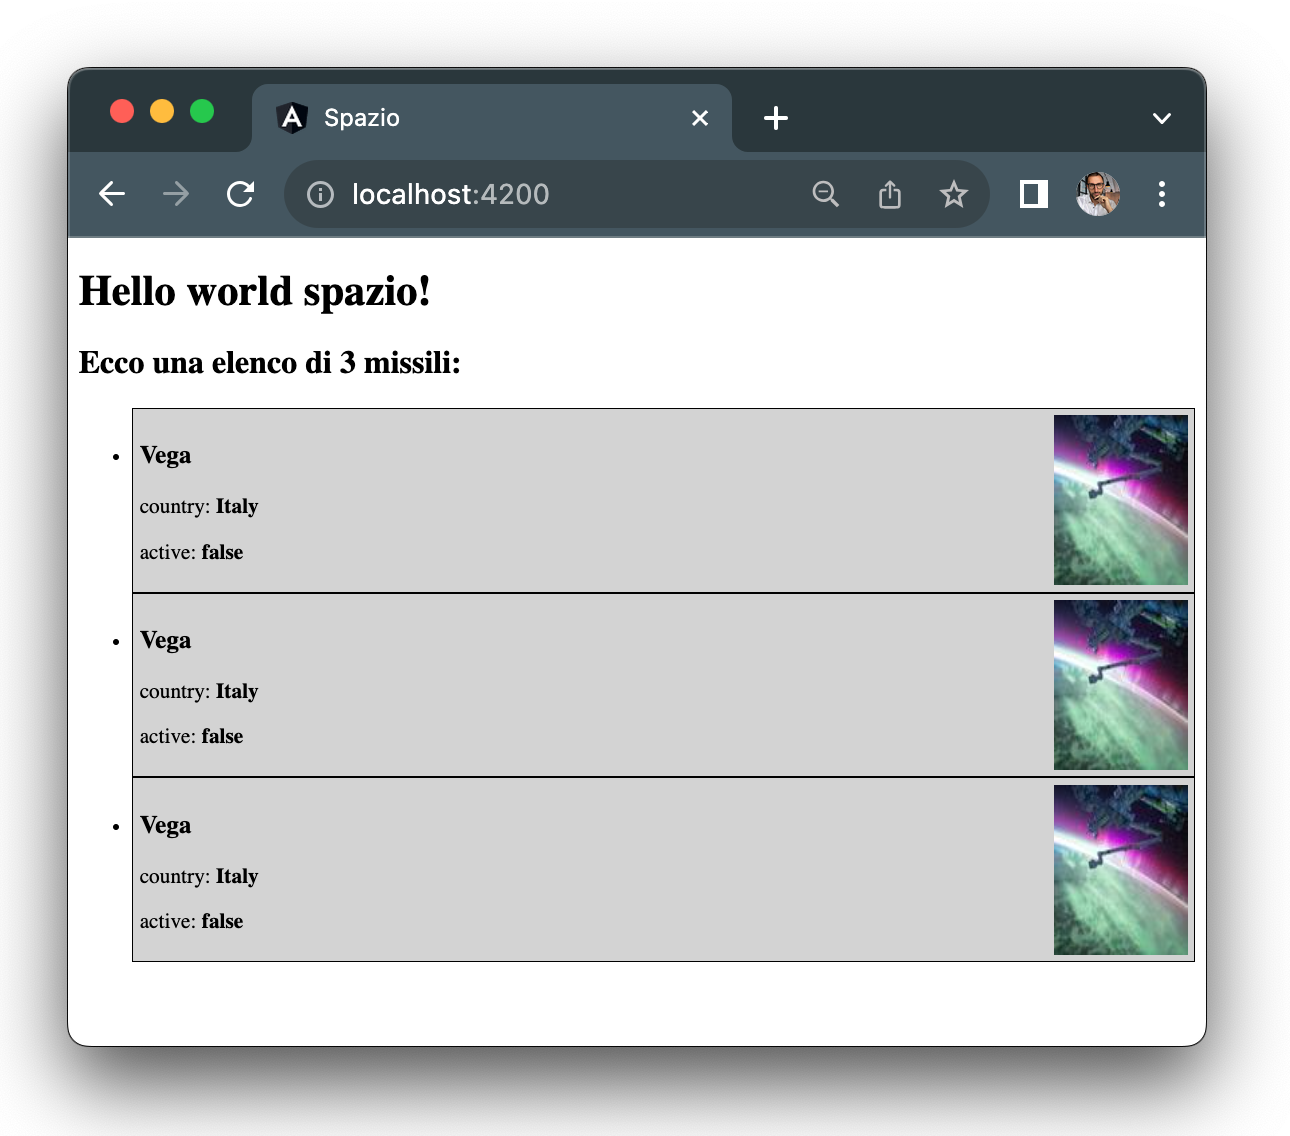 Spazio
localhost:4200
Hello world spazio!
Ecco una elenco di 3 missili:
Vega
country: Italy
active: false
Vega
country: Italy
active: false
Vega
country: Italy
active: false